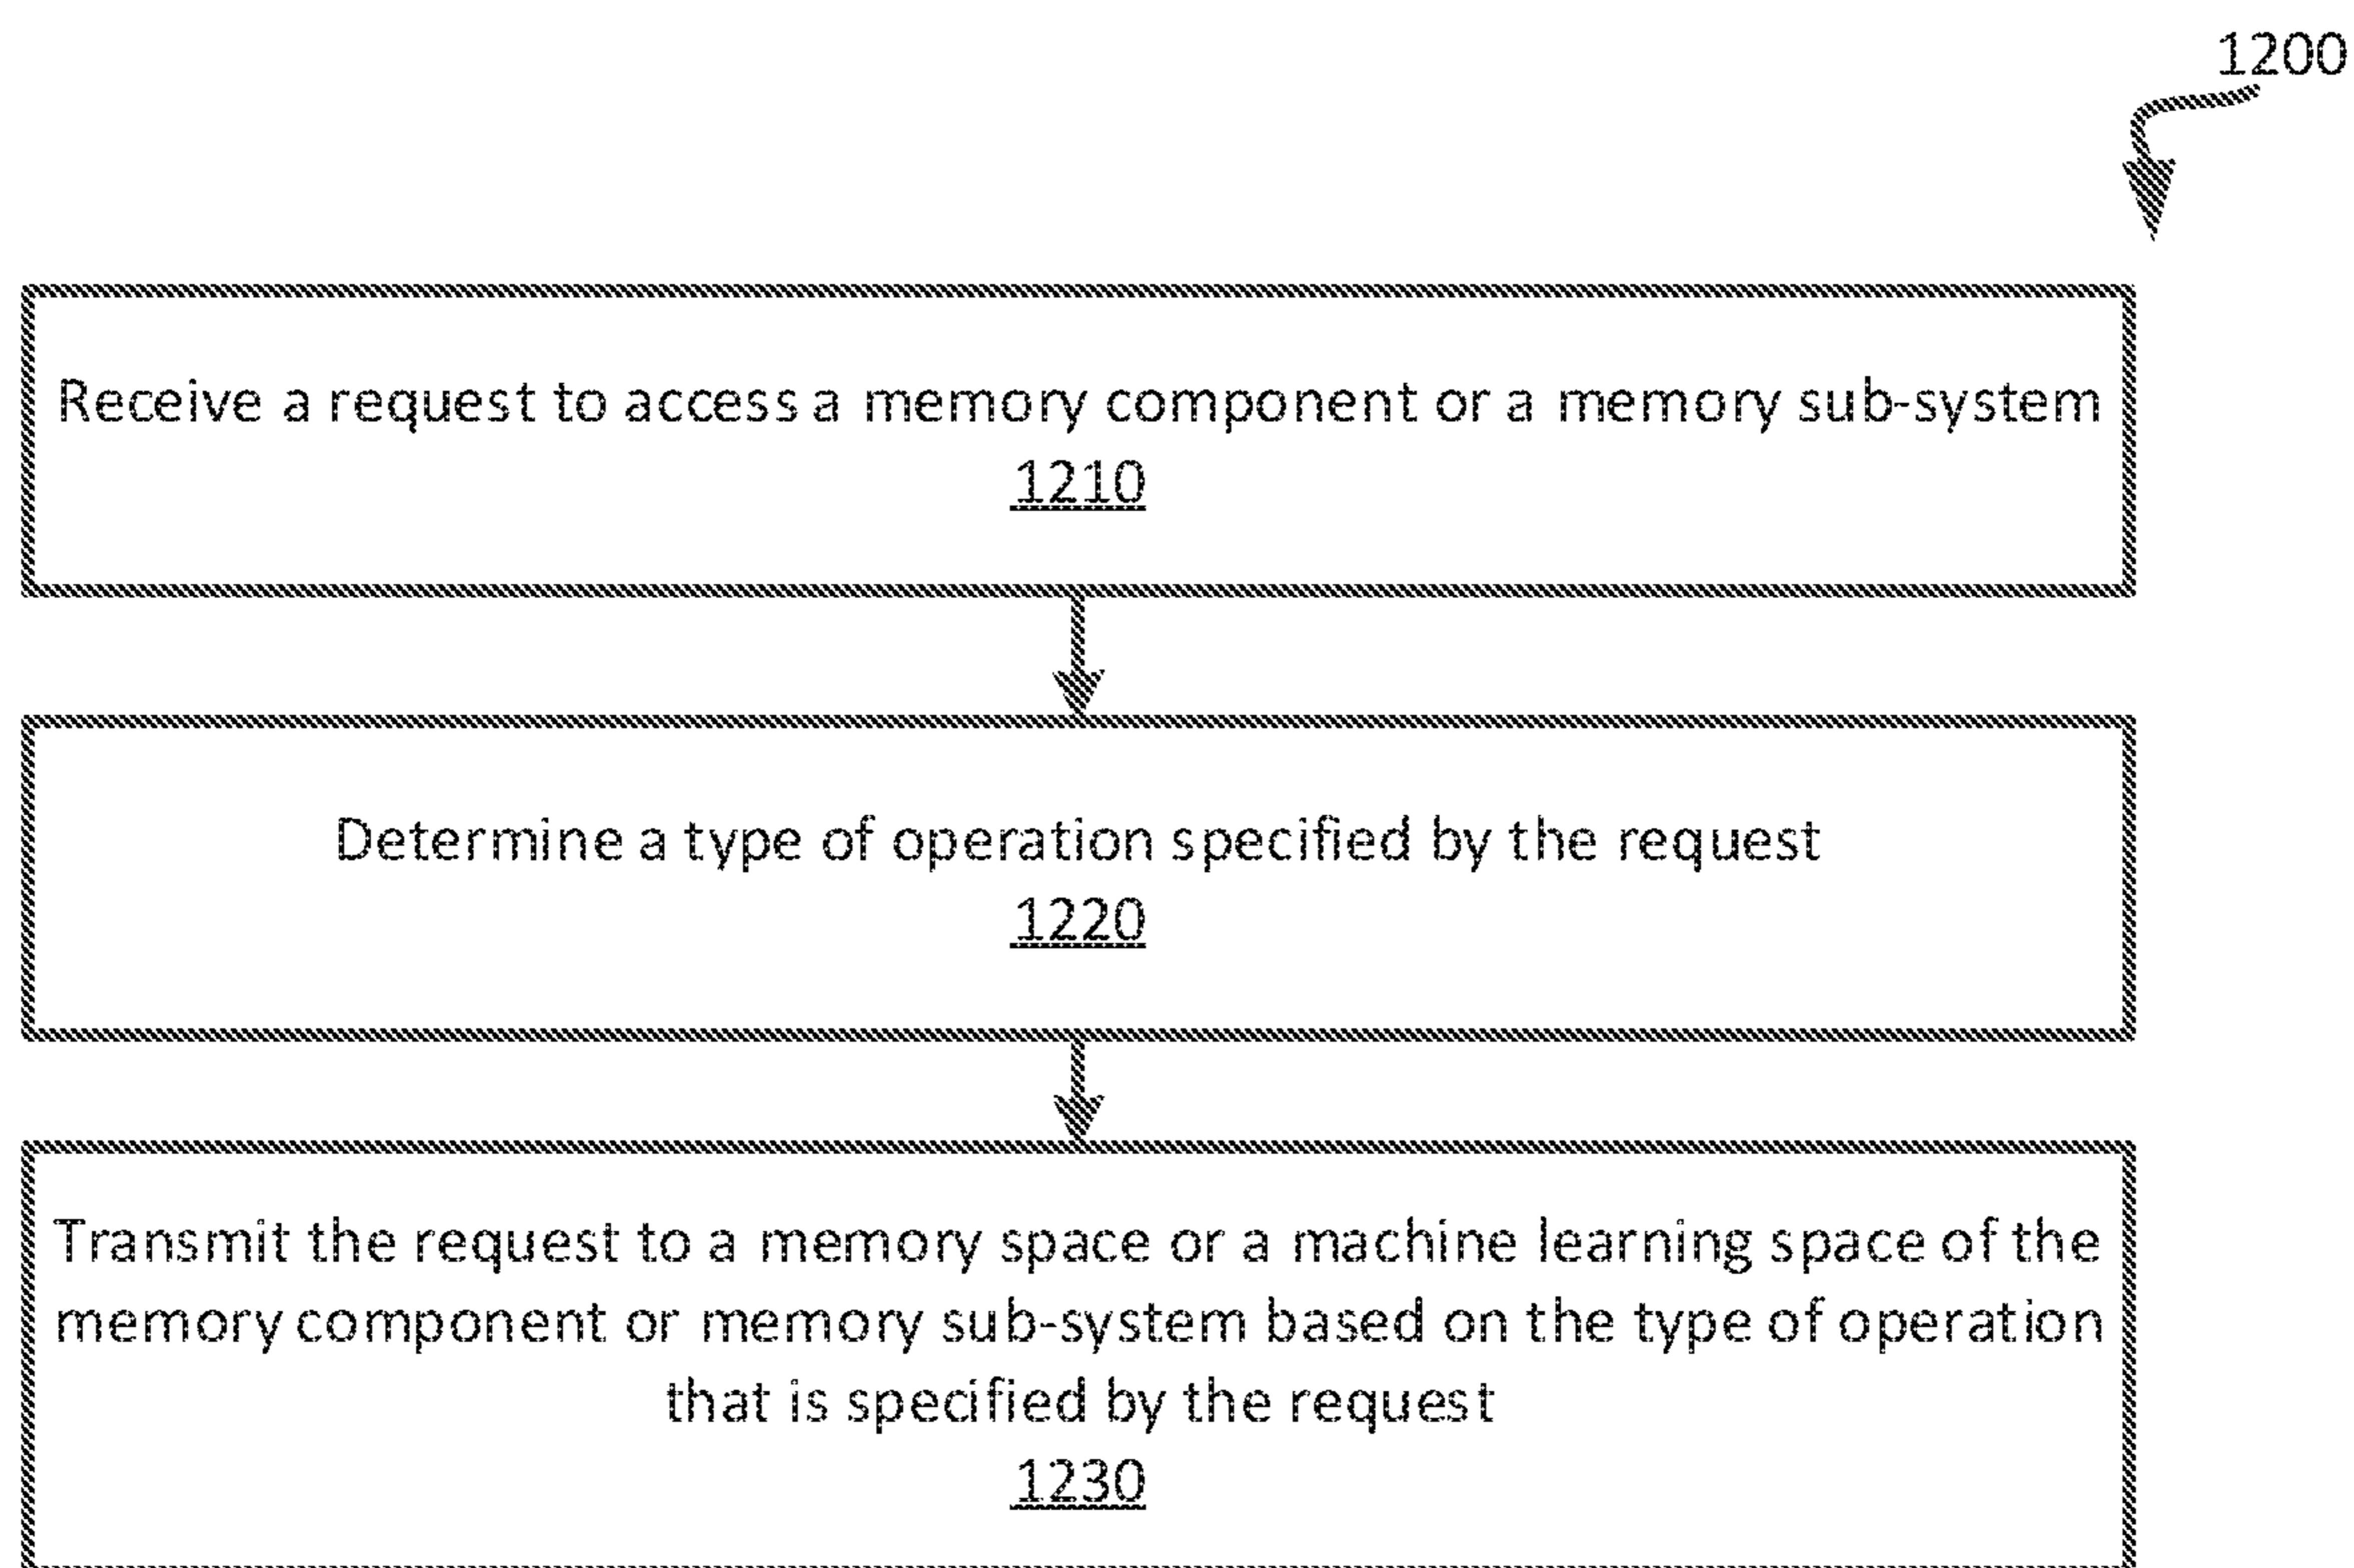 1200
Receive a request to access a memory component or a memory sub-system
1210
Determine a type of operation specified by the request
1220
Transmit the request to a memory space or a machine learning space of the
memory component or memory sub-system based on the type of operation
that is specified by the request
1230